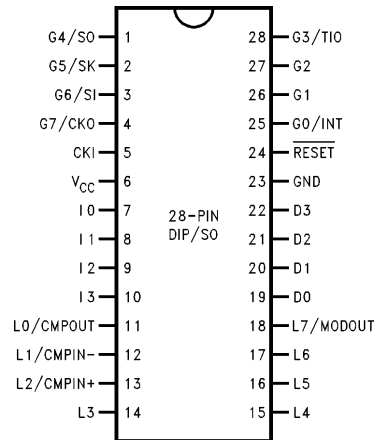 G4/SO 1 28 G3/TIO
G5/SK 2 27 G2
G6/SI 3 26 G1
G7/CKO 4 25 G0/INT
CKI 5 24 RESET
VCC 6 23 GND
I0 7 28-PIN 22 D3
I1 8 DIP/SO 21 D2
I2 9 20 D1
I3 10 19 D0
L0/CMPOUT 11 18 L7/MODOUT
L1/CMPIN- 12 17 L6
L2/CMPIN+ 13 16 L5
L3 14 15 L4